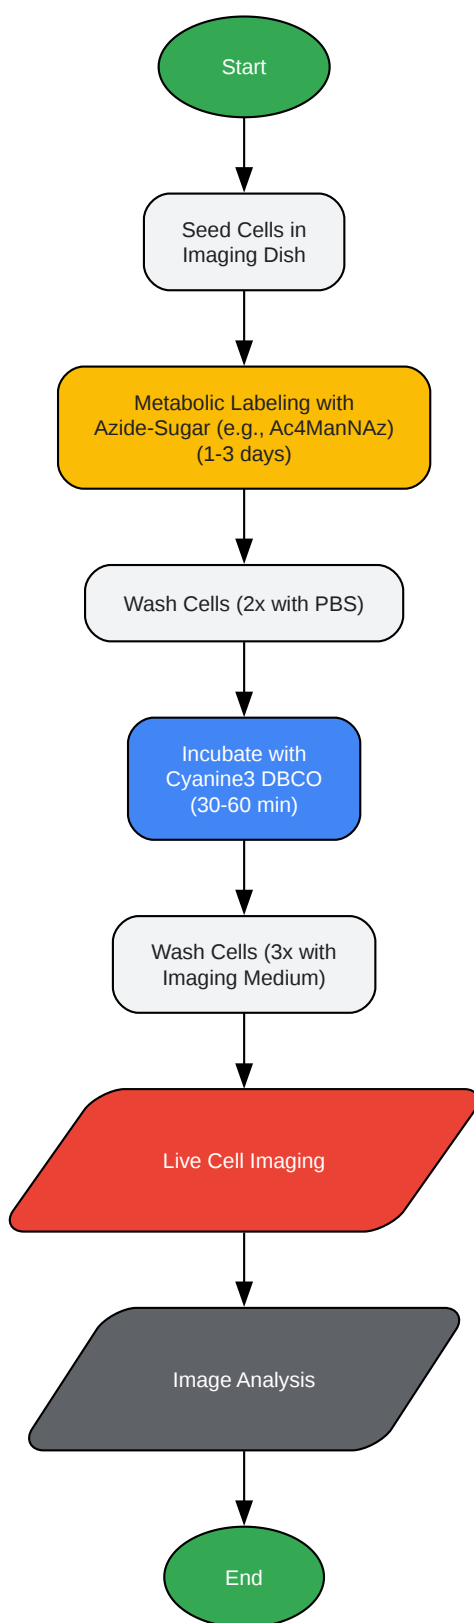 Start
Seed Cells in
Imaging Dish
Metabolic Labeling with
Azide-Sugar (e.g., Ac4ManNAz)
(1-3 days)
Wash Cells (2x with PBS)
Incubate with
Cyanine3 DBCO
(30-60 min)
Wash Cells (3x with
Imaging Medium)
Live Cell Imaging
Image Analysis
End